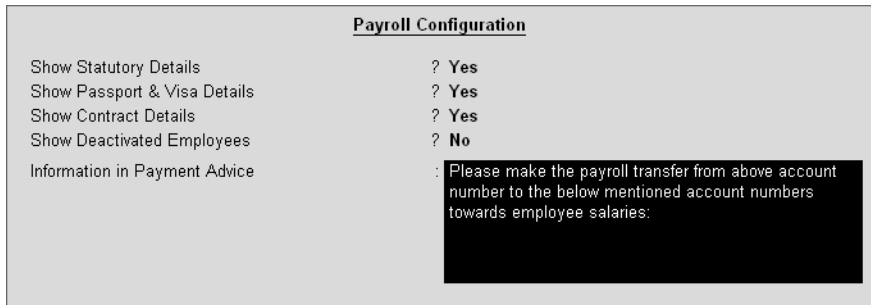 Payroll Configuration
Show Statutory Details ? Yes
Show Passport & Visa Details ? Yes
Show Contract Details ? Yes
Show Deactivated Employees ? No
Information in Payment Advice : Please make the payroll transfer from above account
number to the below mentioned account numbers
towards employee salaries: